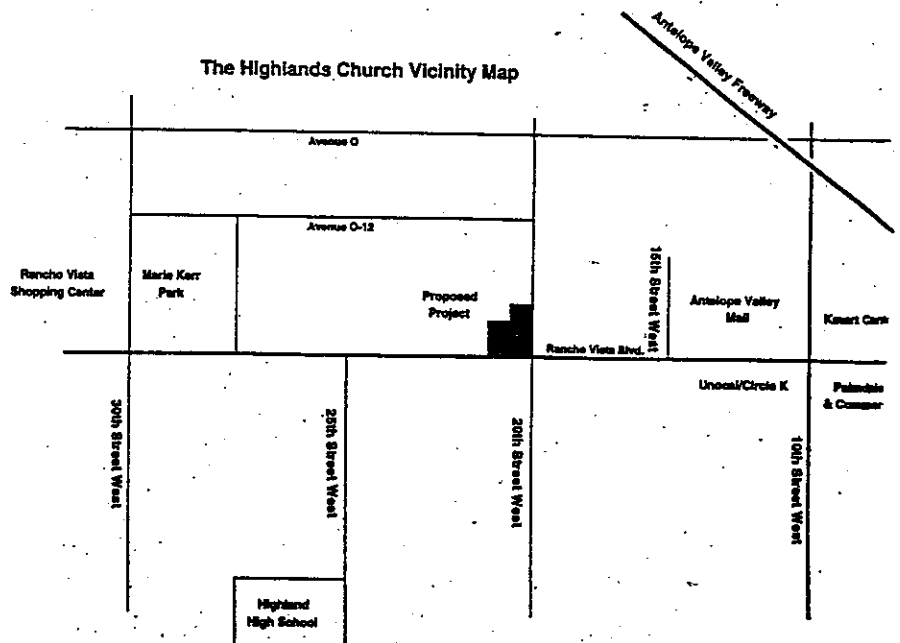 Antelope Valley Freeway
The Highlands Church Vicinity Map
Avenue O
Avenue O-12
Rancho Vista
Shopping Center
Marie Kerr
Park
Proposed
Project
15th Street West
Antelope Valley
Mall
Kmart Cent
Rancho Vista Blvd.
Unocal/Circle K
Palmdale
& Commer
30th Street West
25th Street West
20th Street West
10th Street West
Highland
High School